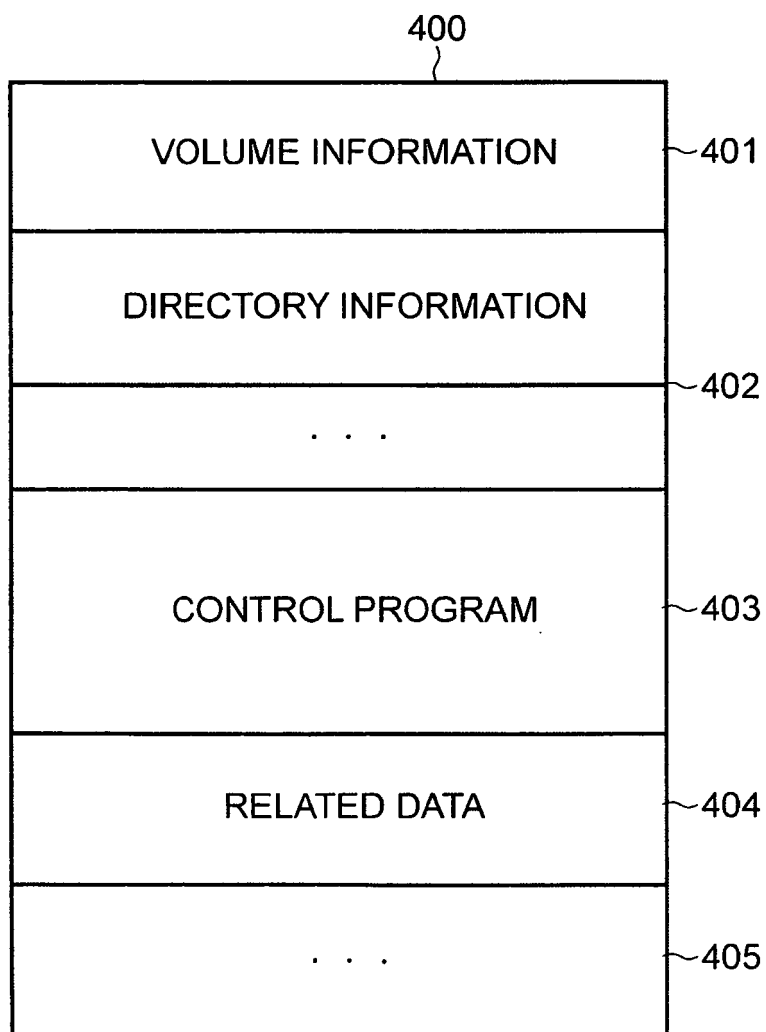 400
VOLUME INFORMATION
401
DIRECTORY INFORMATION
402
. . .
CONTROL PROGRAM
403
RELATED DATA
404
. . .
405